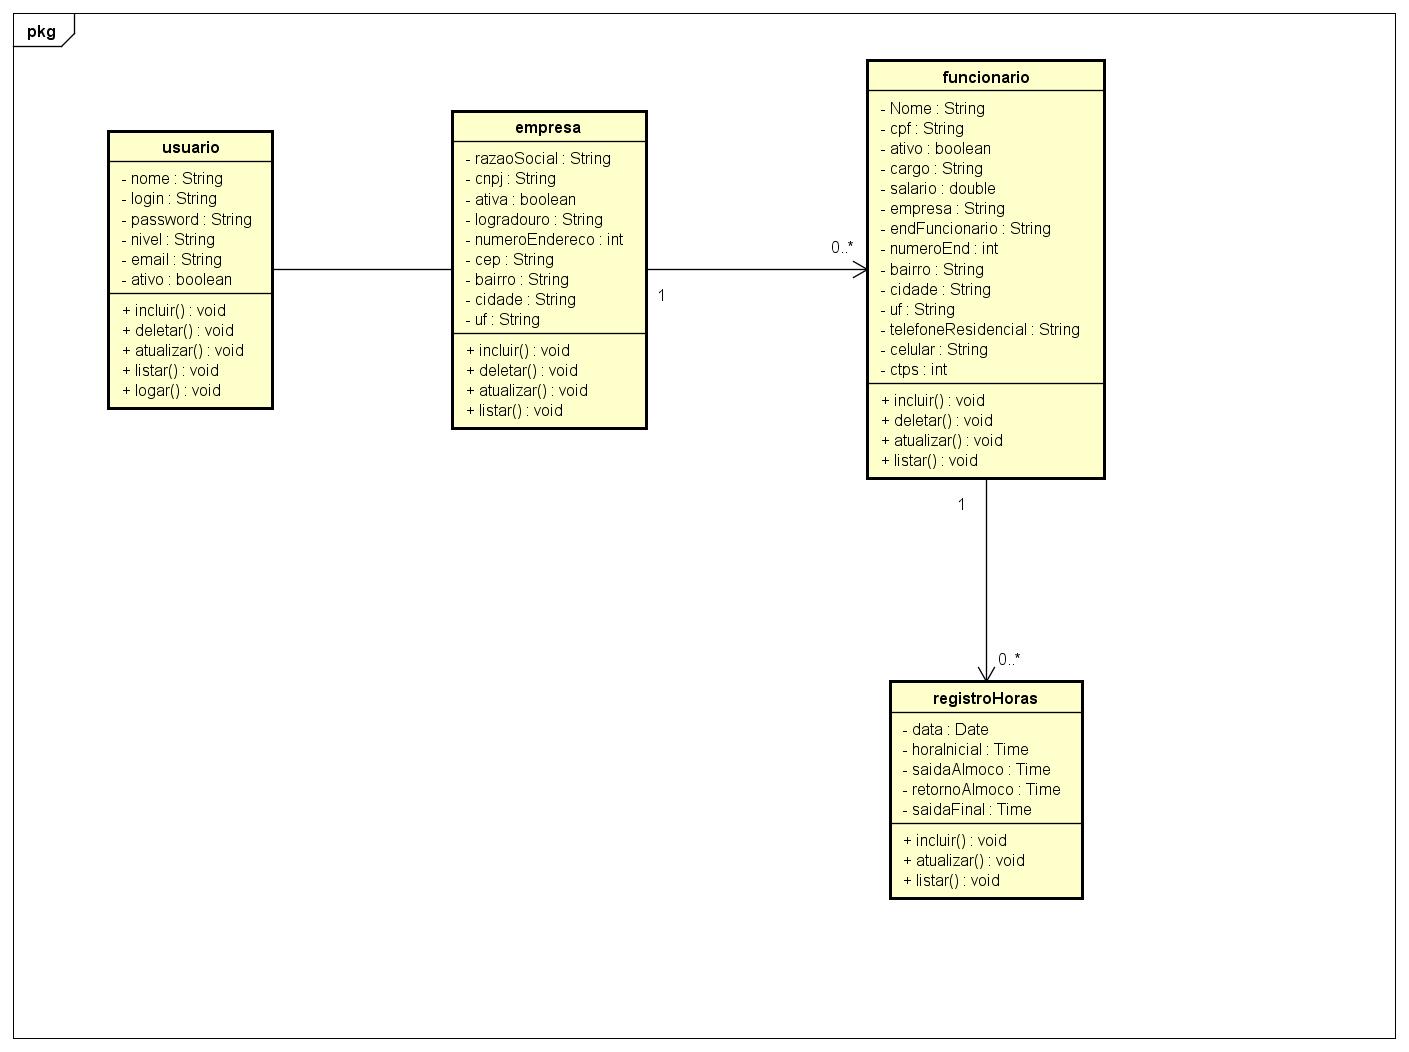 pkg
usuario
- nome : String
- login : String
- password : String
- nivel : String
- email : String
- ativo : boolean
+ incluir() : void
+ deletar() : void
+ atualizar() : void
+ listar() : void
+ logar() : void
empresa
- razaoSocial : String
- cnpj : String
- ativa : boolean
- logradouro : String
- numeroEndereco : int
- cep : String
- bairro : String
- cidade : String
- uf : String
+ incluir() : void
+ deletar() : void
+ atualizar() : void
+ listar() : void
1
0..*
funcionario
- Nome : String
- cpf : String
- ativo : boolean
- cargo : String
- salario : double
- empresa : String
- endFuncionario : String
- numeroEnd : int
- bairro : String
- cidade : String
- uf : String
- telefoneResidencial : String
- celular : String
- ctps : int
+ incluir() : void
+ deletar() : void
+ atualizar() : void
+ listar() : void
1
0..*
registroHoras
- data : Date
- horaInicial : Time
- saidaAlmoco : Time
- retornoAlmoco : Time
- saidaFinal : Time
+ incluir() : void
+ atualizar() : void
+ listar() : void